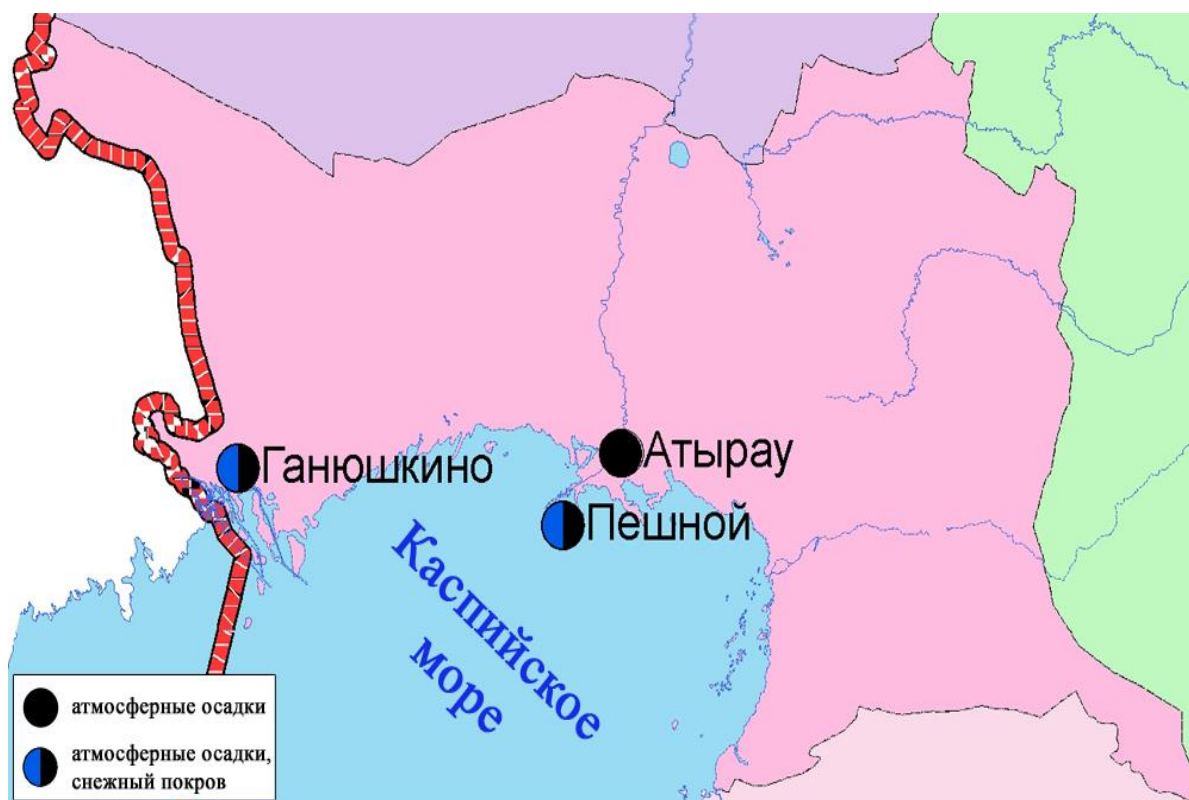 Ганюшкино
Атырау
Пешной
Каспийское
море
атмосферные осадки
атмосферные осадки,
снежный покров